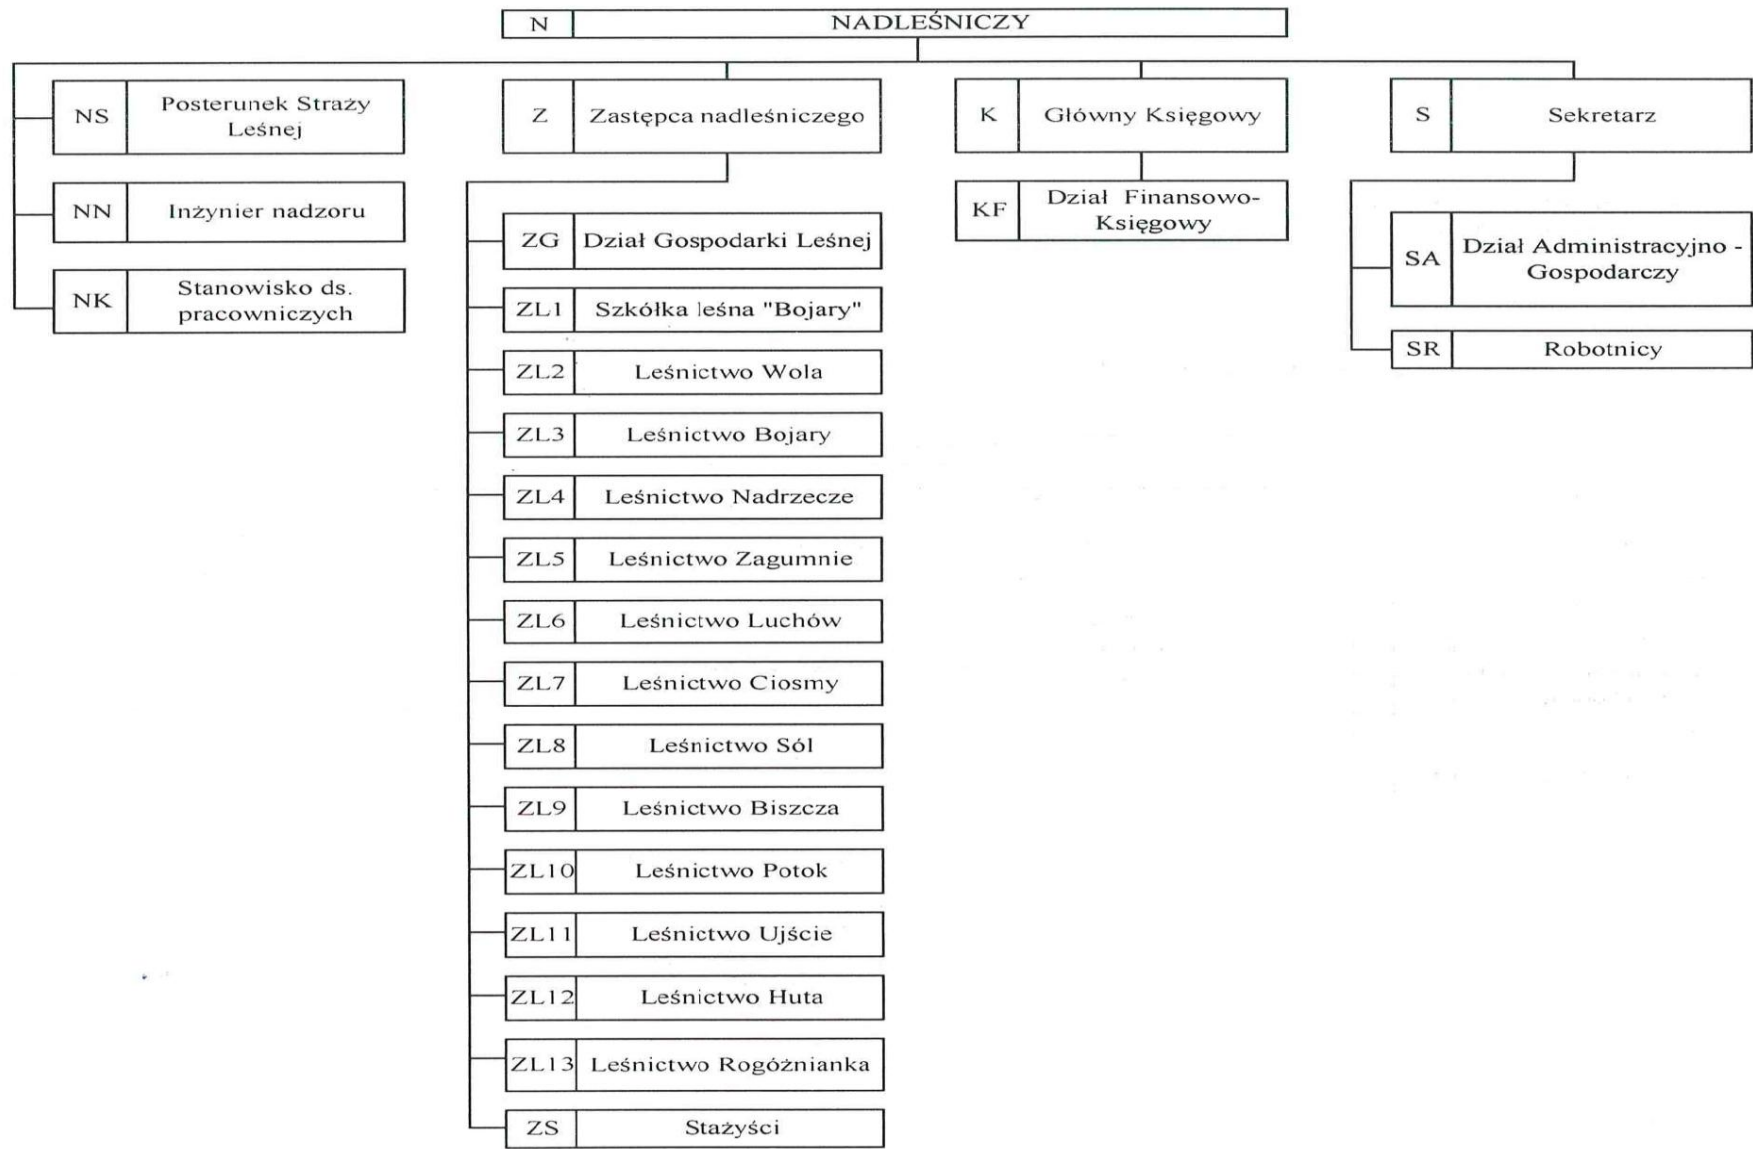 N NADLEŚNICZY
NS Posterunek Straży
Leśnej
NN Inżynier nadzoru
NK Stanowisko ds.
pracowniczych
Z Zastępca nadleśniczego
ZG Dział Gospodarki Leśnej
ZL1 Szkółka leśna "Bojary"
ZL2 Leśnictwo Wola
ZL3 Leśnictwo Bojary
ZL4 Leśnictwo Nadrzecze
ZL5 Leśnictwo Zagumnie
ZL6 Leśnictwo Luchów
ZL7 Leśnictwo Ciosmy
ZL8 Leśnictwo Sól
ZL9 Leśnictwo Biszcza
ZL10 Leśnictwo Potok
ZL11 Leśnictwo Ujście
ZL12 Leśnictwo Huta
ZL13 Leśnictwo Rogóźnianka
ZS Stażyści
K Główny Księgowy
KF Dział Finansowo-
Księgowy
S Sekretarz
SA Dział Administracyjno -
Gospodarczy
SR Robotnicy